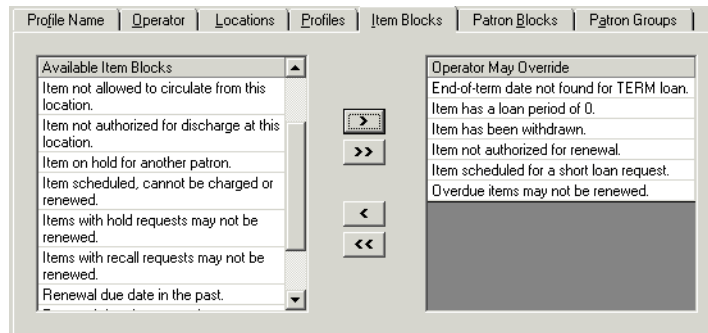 Profile Name Operator Locations Profiles Item Blocks Patron Blocks Patron Groups
Available Item Blocks
Item not allowed to circulate from this
location.
Item not authorized for discharge at this
location.
Item on hold for another patron.
Item scheduled, cannot be charged or
renewed.
Items with hold requests may not be
renewed.
Items with recall requests may not be
renewed.
Renewal due date in the past.
>
>>
<
<<
Operator May Override
End-of-term date not found for TERM loan.
Item has a loan period of 0.
Item has been withdrawn.
Item not authorized for renewal.
Item scheduled for a short loan request.
Overdue items may not be renewed.